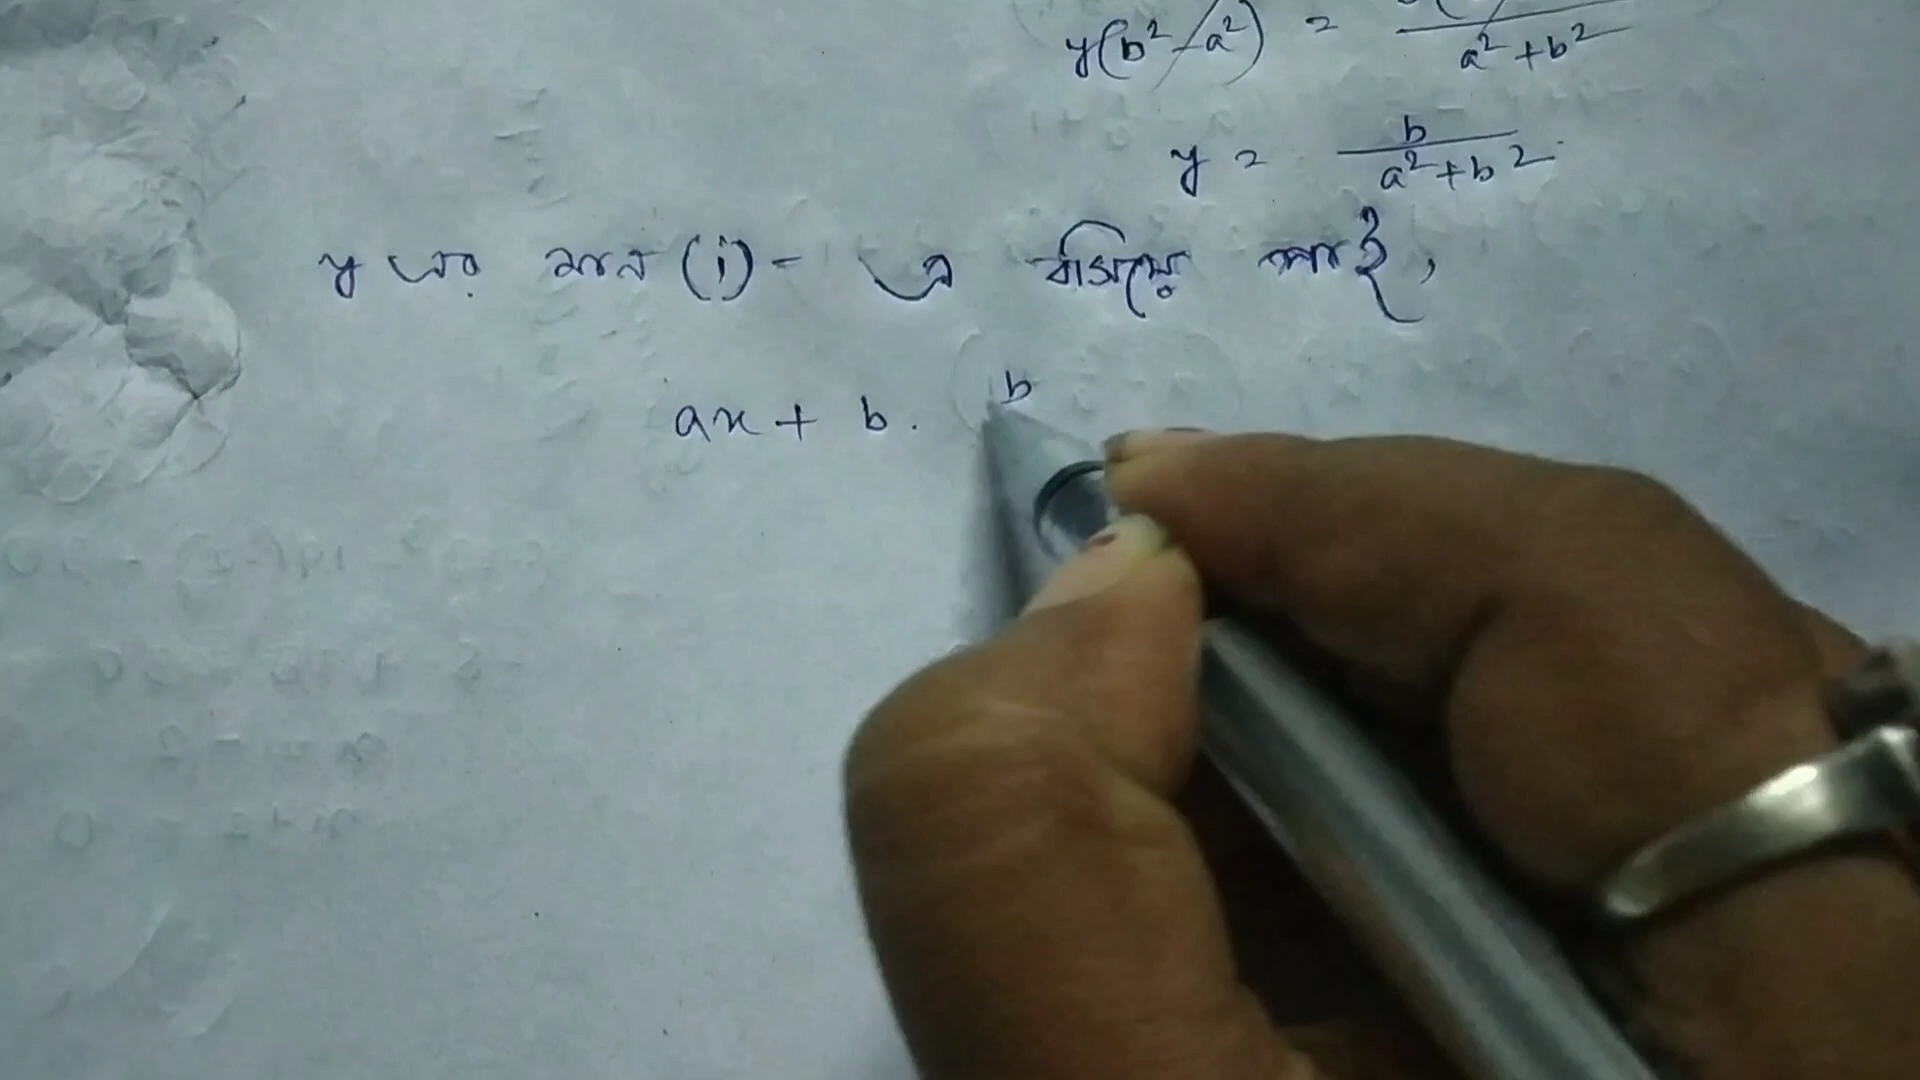 y(b² - a²) = / a² + b²
y = b / a² + b²
y এর মান (i) - এ বসিয়ে পাই,
ax + b . b